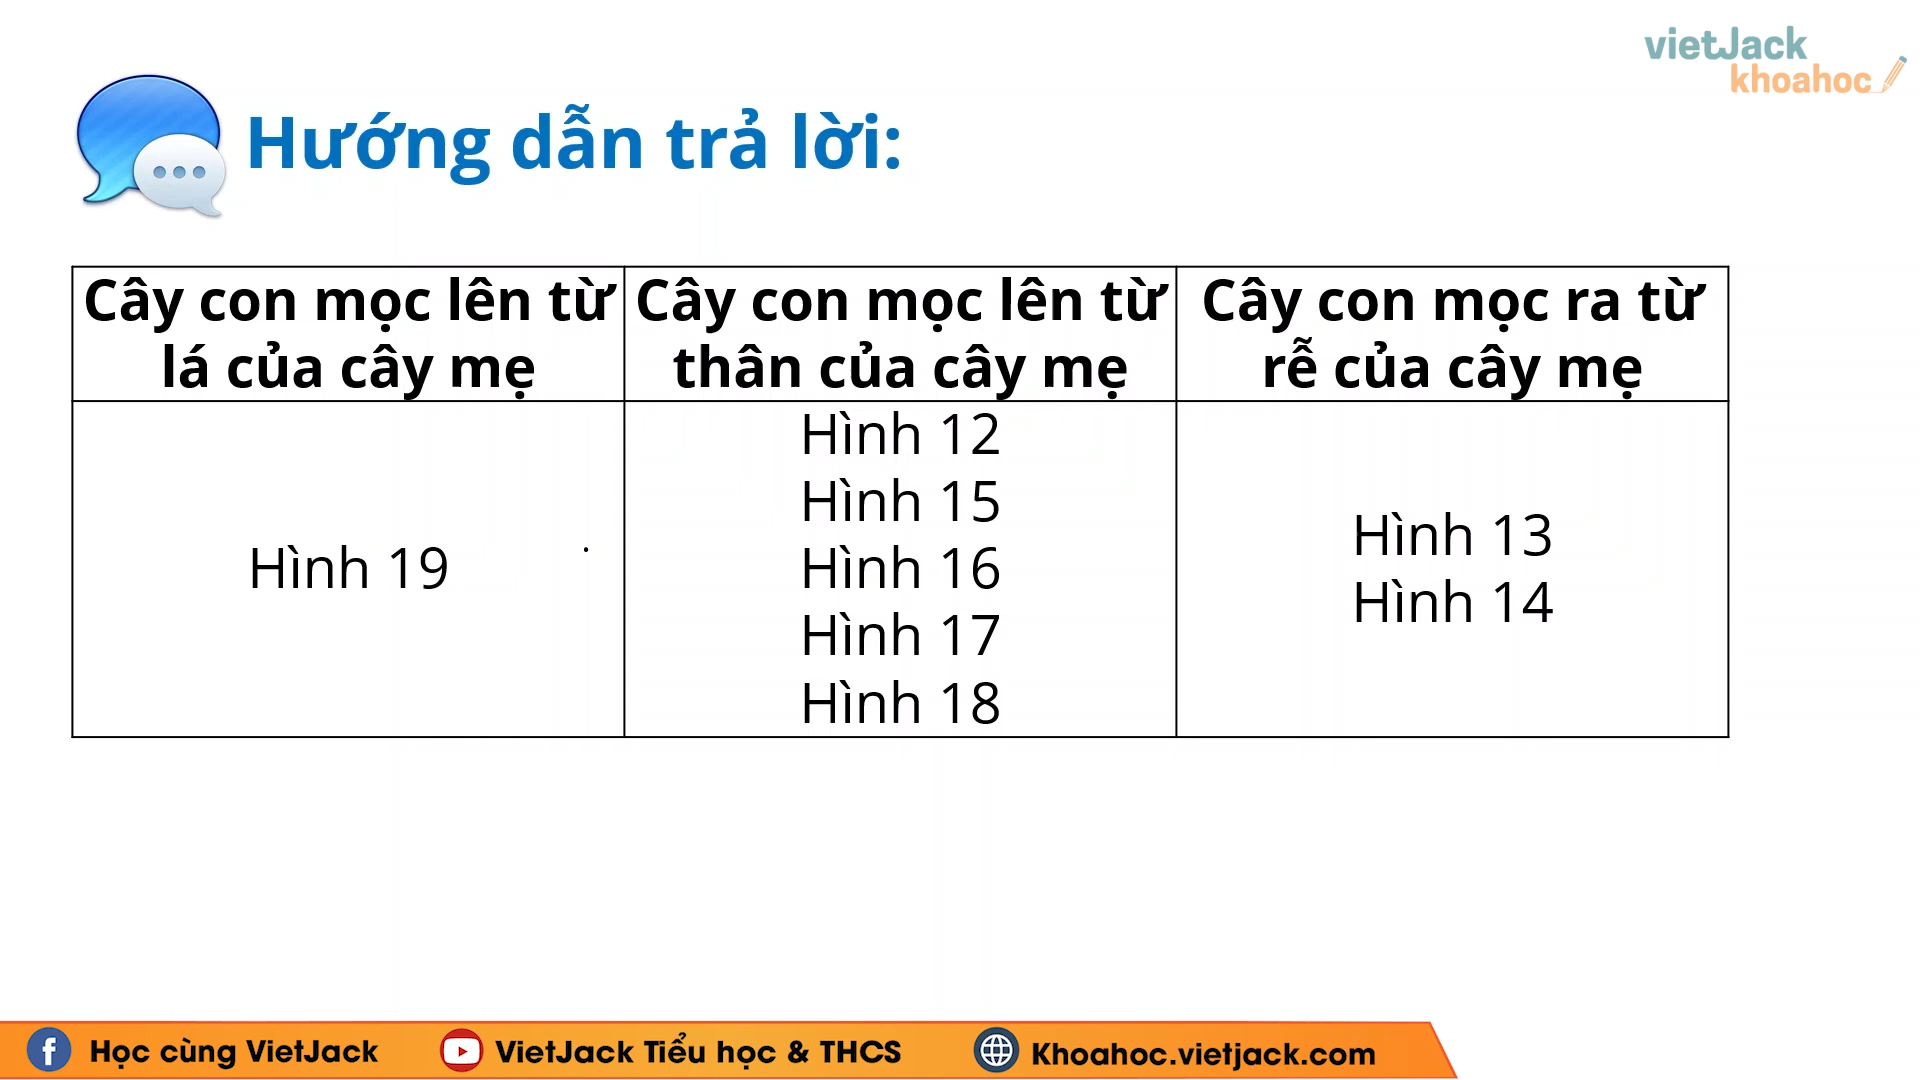 vietJack
khoahoc
Hướng dẫn trả lời:
Cây con mọc lên từ
lá của cây mẹ
Cây con mọc lên từ
thân của cây mẹ
Cây con mọc ra từ
rễ của cây mẹ
Hình 19
Hình 12
Hình 15
Hình 16
Hình 17
Hình 18
Hình 13
Hình 14
Học cùng VietJack
VietJack Tiểu học & THCS
Khoahoc.vietjack.com